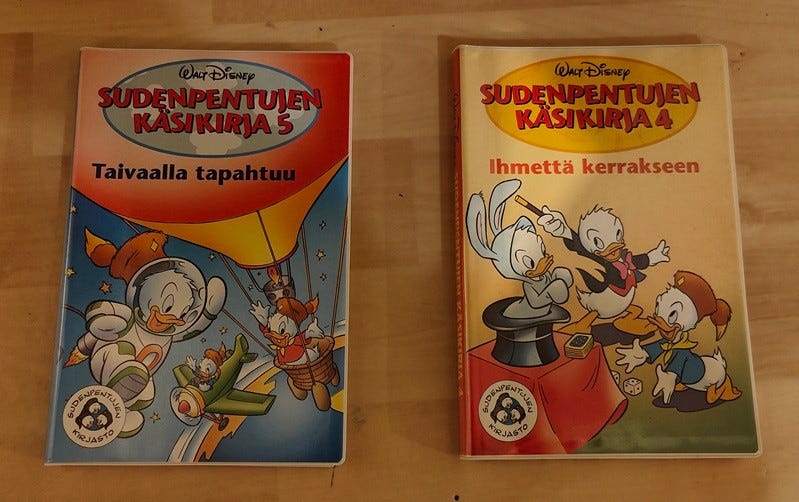 WALT DISNEY
SUDENPENTUJEN
KÄSIKIRJA 5
Taivaalla tapahtuu
SUDENPENTUJEN
KIRJASTO
WALT DISNEY
SUDENPENTUJEN
KÄSIKIRJA 4
Ihmettä kerrakseen
SUDENPENTUJEN
KIRJASTO